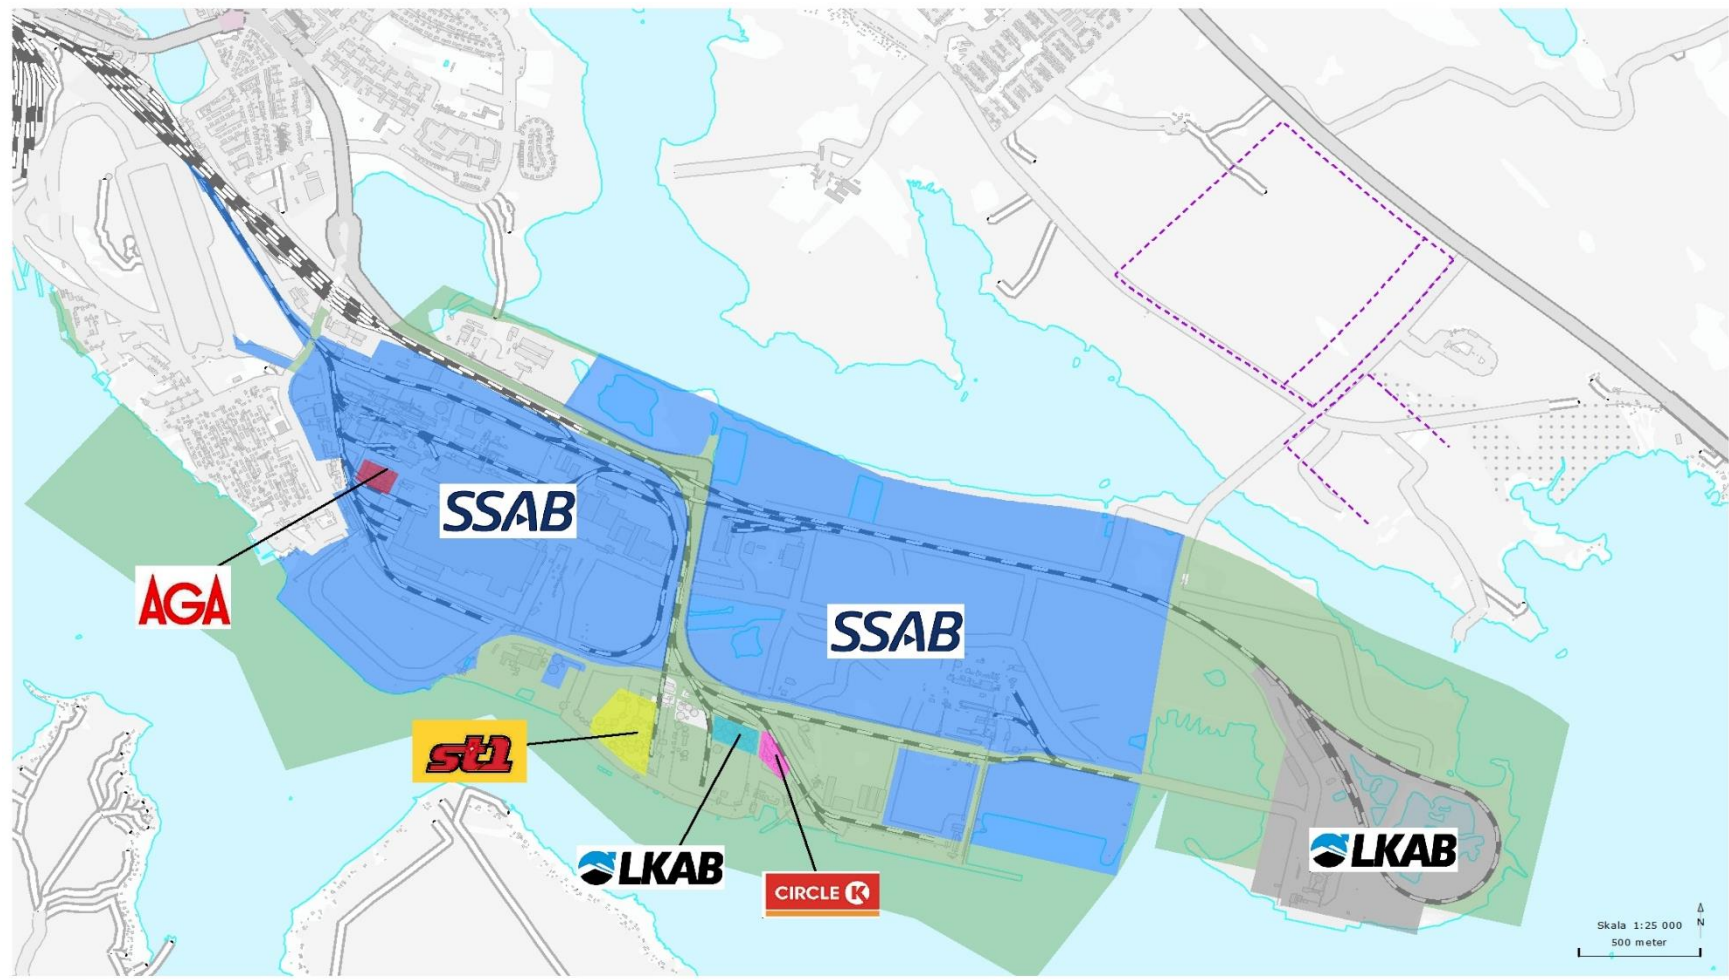 SSAB
AGA
SSAB
st1
LKAB
CIRCLE K
LKAB
N
Skala 1:25 000
500 meter